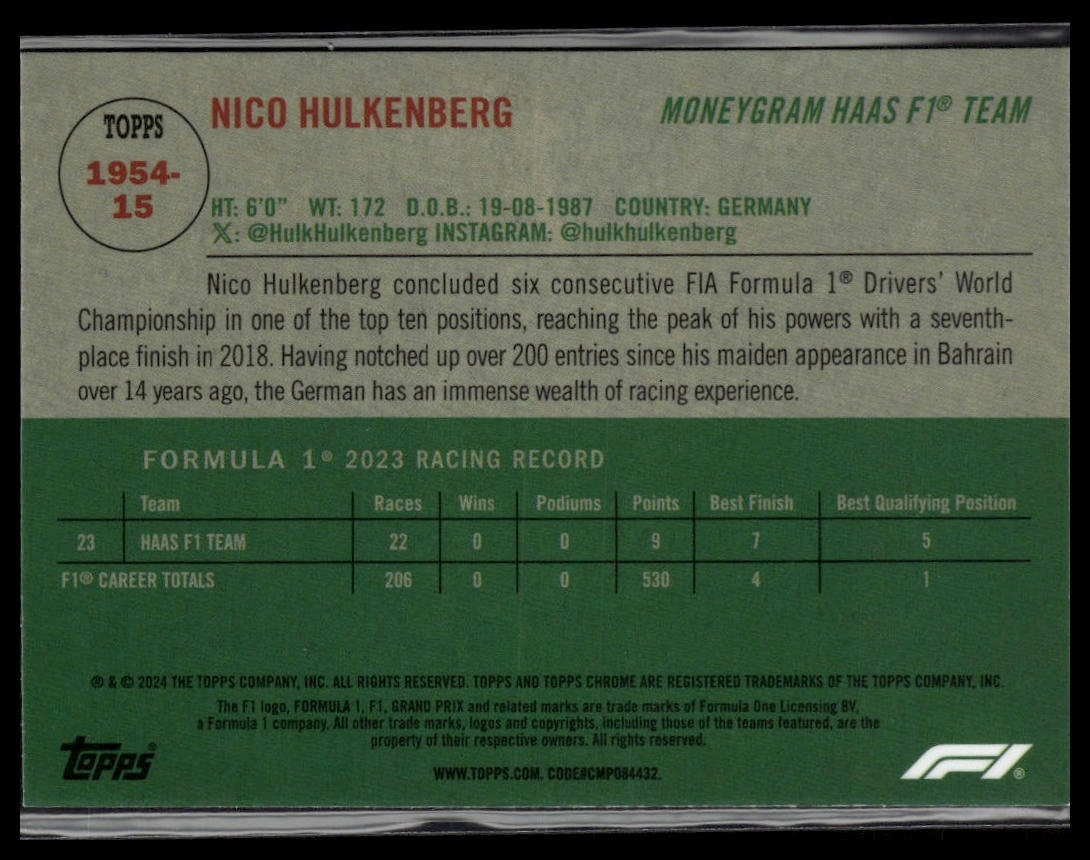 TOPPS
1954-
15
NICO HULKENBERG
MONEYGRAM HAAS F1® TEAM
HT: 6'0" WT: 172 D.O.B.: 19-08-1987 COUNTRY: GERMANY
𝕏: @HulkHulkenberg INSTAGRAM: @hulkhulkenberg
Nico Hulkenberg concluded six consecutive FIA Formula 1® Drivers' World
Championship in one of the top ten positions, reaching the peak of his powers with a seventh-
place finish in 2018. Having notched up over 200 entries since his maiden appearance in Bahrain
over 14 years ago, the German has an immense wealth of racing experience.
FORMULA 1® 2023 RACING RECORD
Team Races Wins Podiums Points Best Finish Best Qualifying Position
23 HAAS F1 TEAM 22 0 0 9 7 5
F1® CAREER TOTALS 206 0 0 530 4 1
® & © 2024 THE TOPPS COMPANY, INC. ALL RIGHTS RESERVED. TOPPS AND TOPPS CHROME ARE REGISTERED TRADEMARKS OF THE TOPPS COMPANY, INC.
The F1 logo, FORMULA 1, F1, GRAND PRIX and related marks are trade marks of Formula One Licensing BV,
a Formula 1 company. All other trade marks, logos and copyrights, including those of the teams featured, are the
property of their respective owners. All rights reserved.
WWW.TOPPS.COM. CODE#CMP084432.
Topps®
F1®